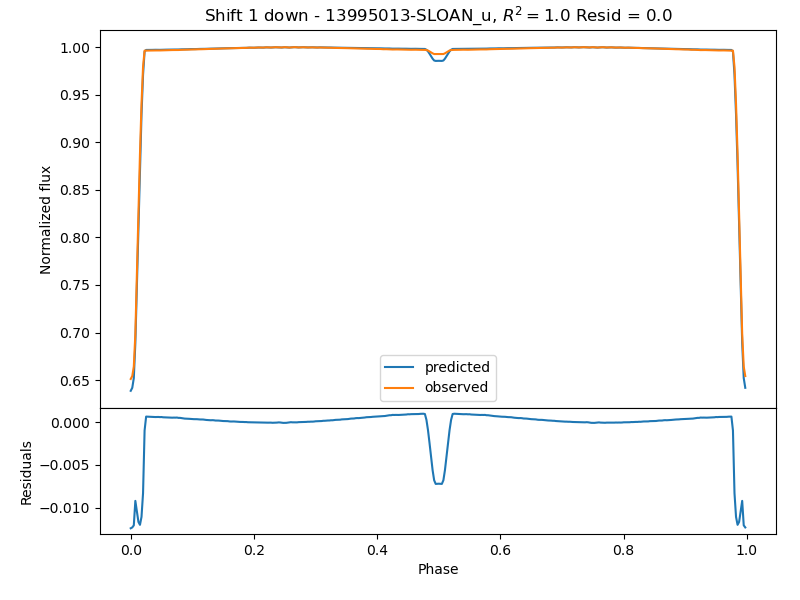 Shift 1 down - 13995013-SLOAN_u, R² = 1.0 Resid = 0.0
1.00
0.95
0.90
0.85
0.80
0.75
0.70
0.65
Normalized flux
predicted
observed
0.000
−0.005
−0.010
Residuals
0.0 0.2 0.4 0.6 0.8 1.0
Phase